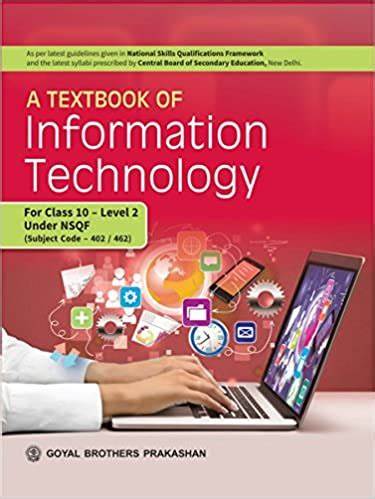 As per latest guidelines given in National Skills Qualifications Framework
and the latest syllabi prescribed by Central Board of Secondary Education, New Delhi.
A TEXTBOOK OF
Information
Technology
For Class 10 – Level 2
Under NSQF
(Subject Code – 402 / 462)
GOYAL BROTHERS PRAKASHAN